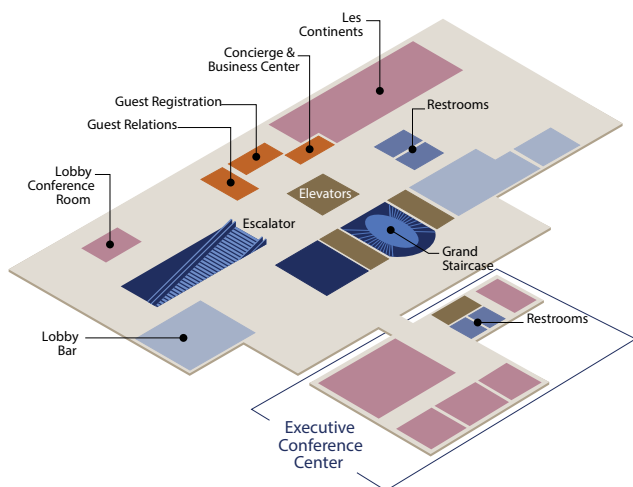 Les
Continents
Concierge &
Business Center
Guest Registration
Restrooms
Guest Relations
Lobby
Conference
Room
Elevators
Escalator
Grand
Staircase
Lobby
Bar
Restrooms
Executive
Conference
Center